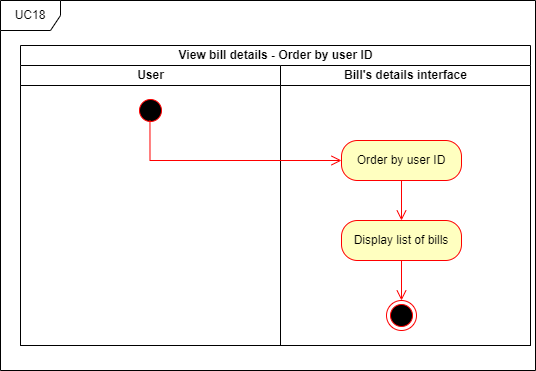 UC18
View bill details - Order by user ID
User
Bill's details interface
Order by user ID
Display list of bills